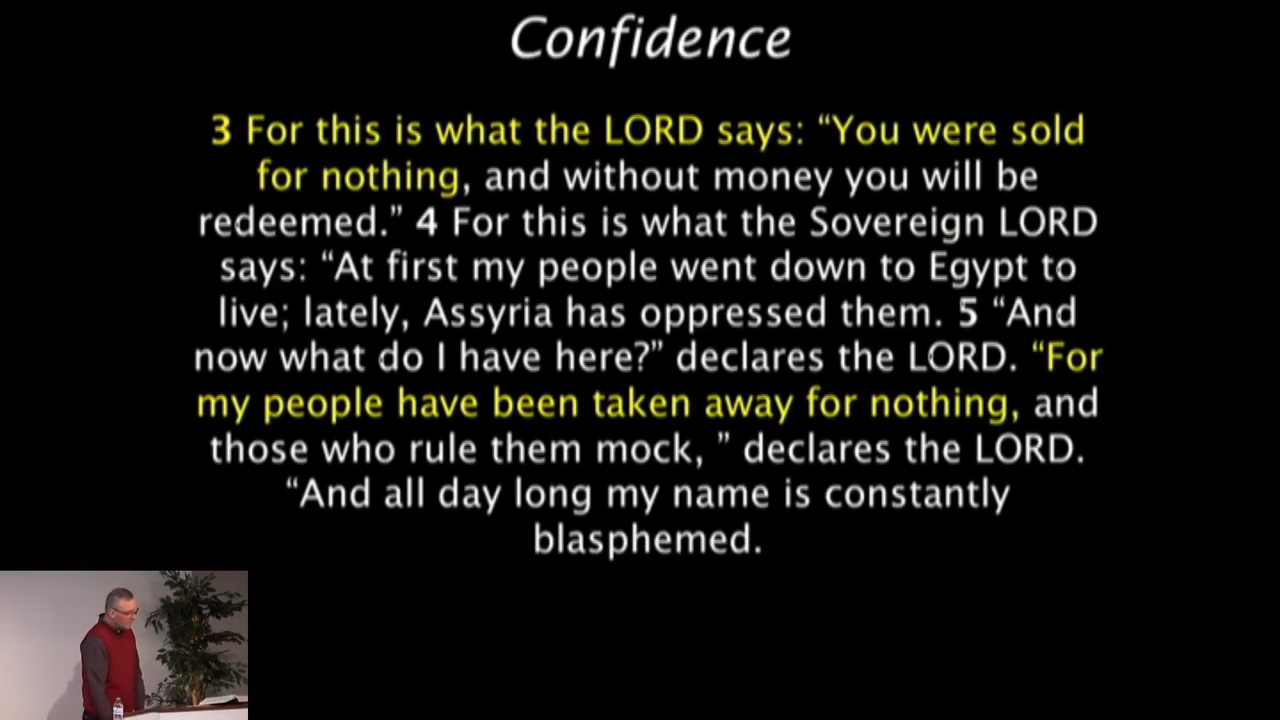 Confidence
3 For this is what the LORD says: “You were sold
for nothing, and without money you will be
redeemed.” 4 For this is what the Sovereign LORD
says: “At first my people went down to Egypt to
live; lately, Assyria has oppressed them. 5 “And
now what do I have here?” declares the LORD. “For
my people have been taken away for nothing, and
those who rule them mock, ” declares the LORD.
“And all day long my name is constantly
blasphemed.